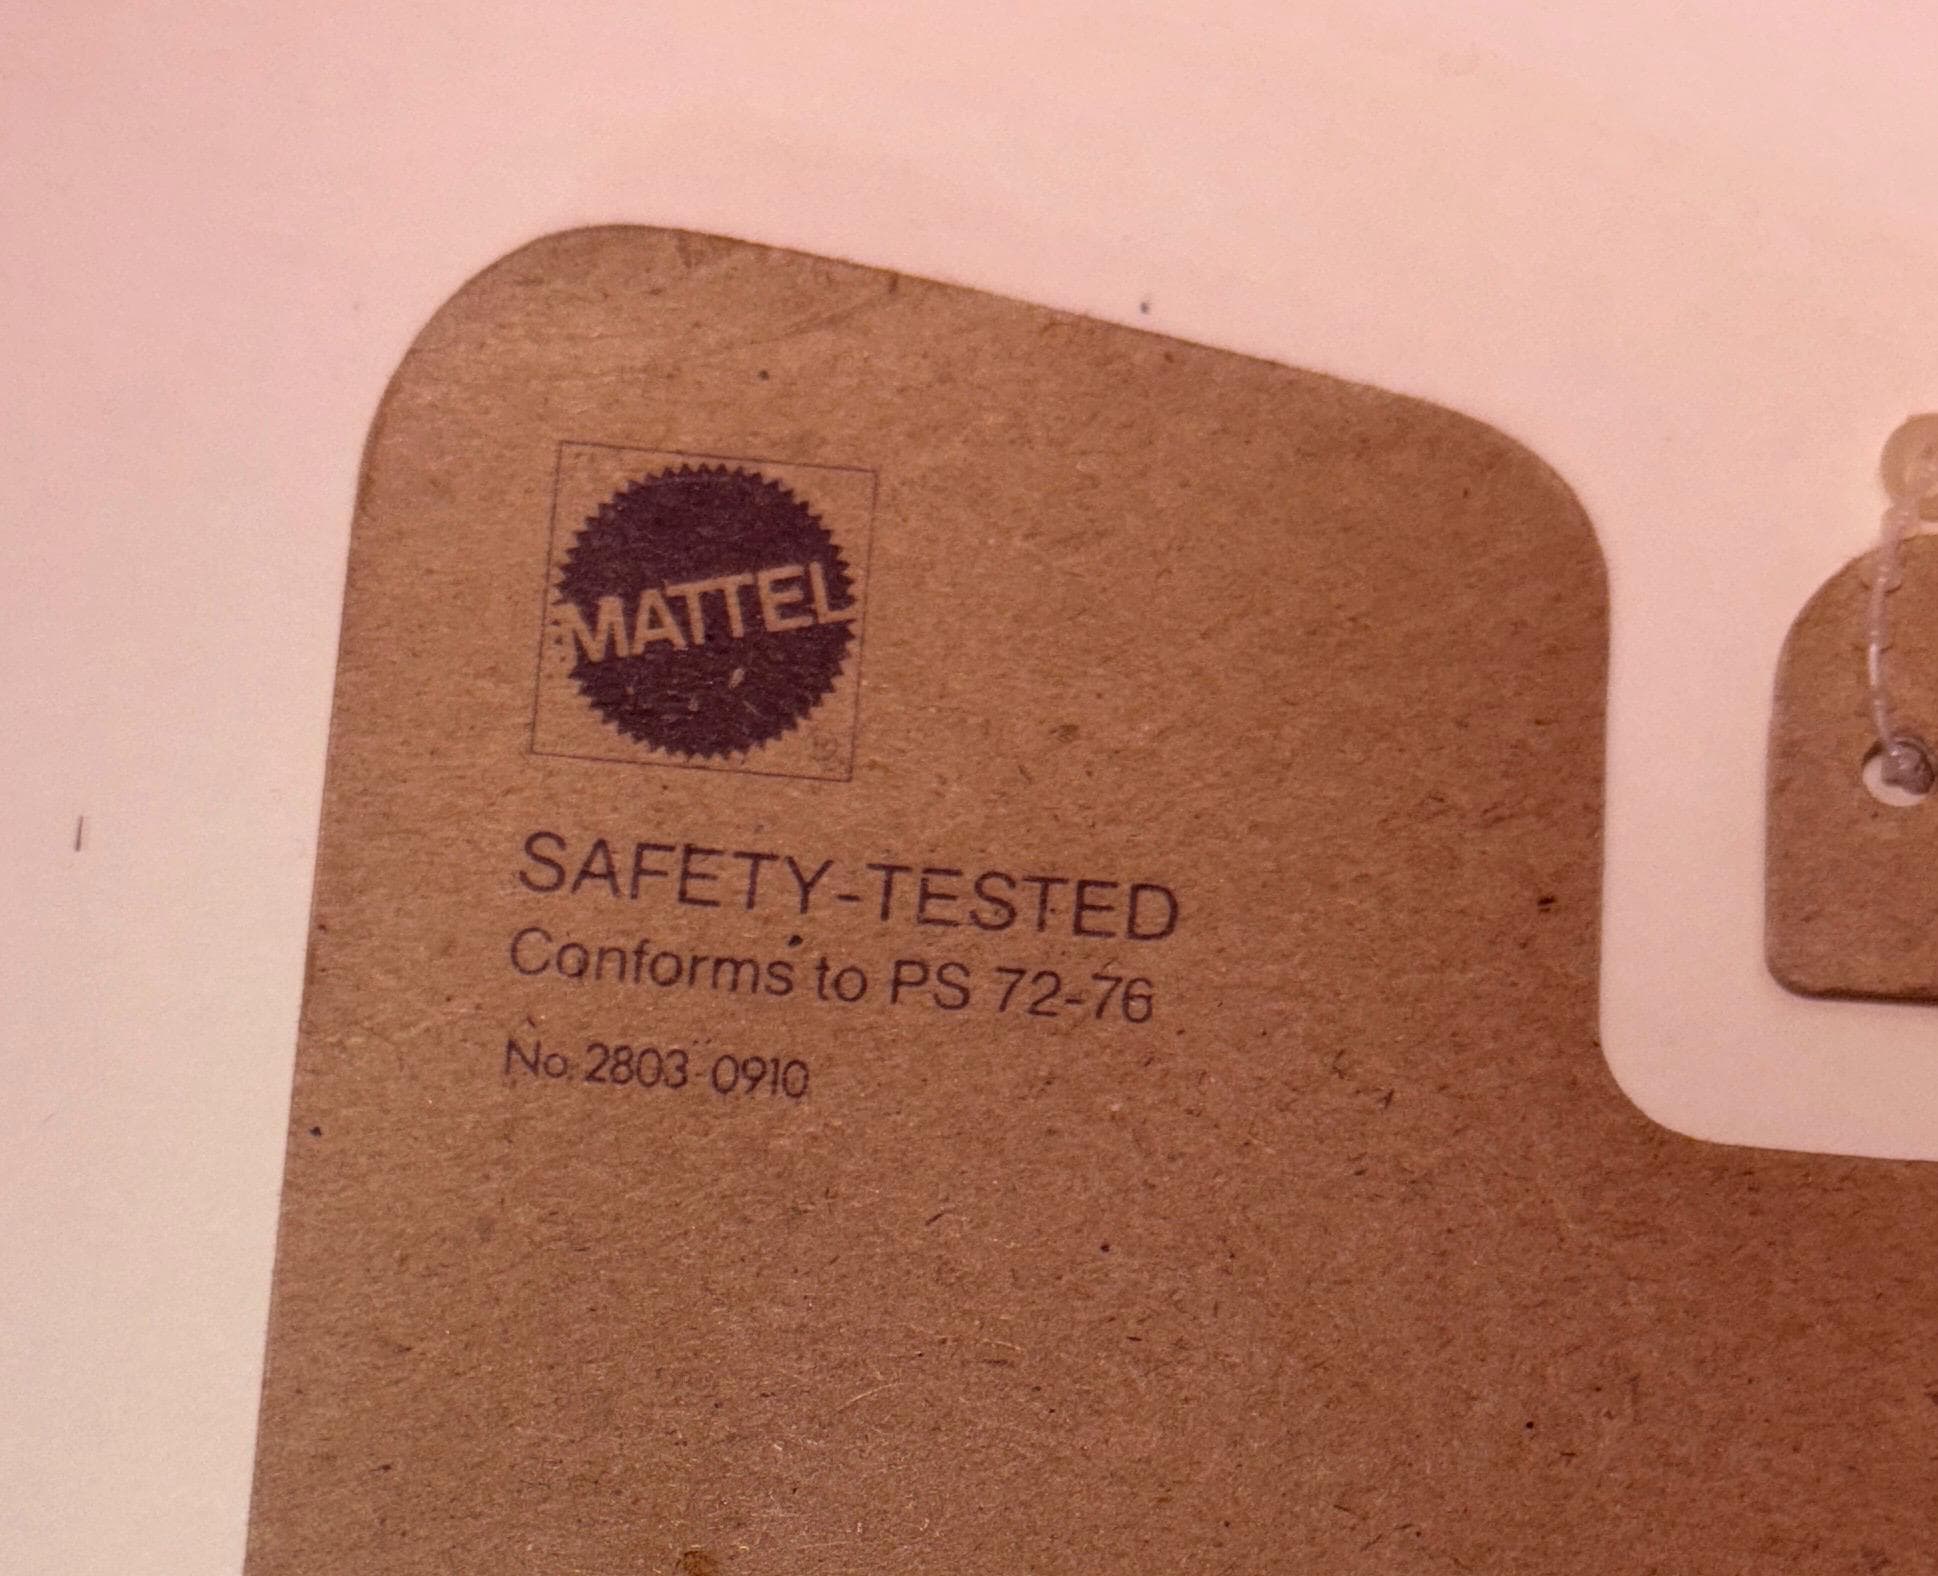 MATTEL
®
SAFETY-TESTED
Conforms to PS 72-76
No. 2803-0910